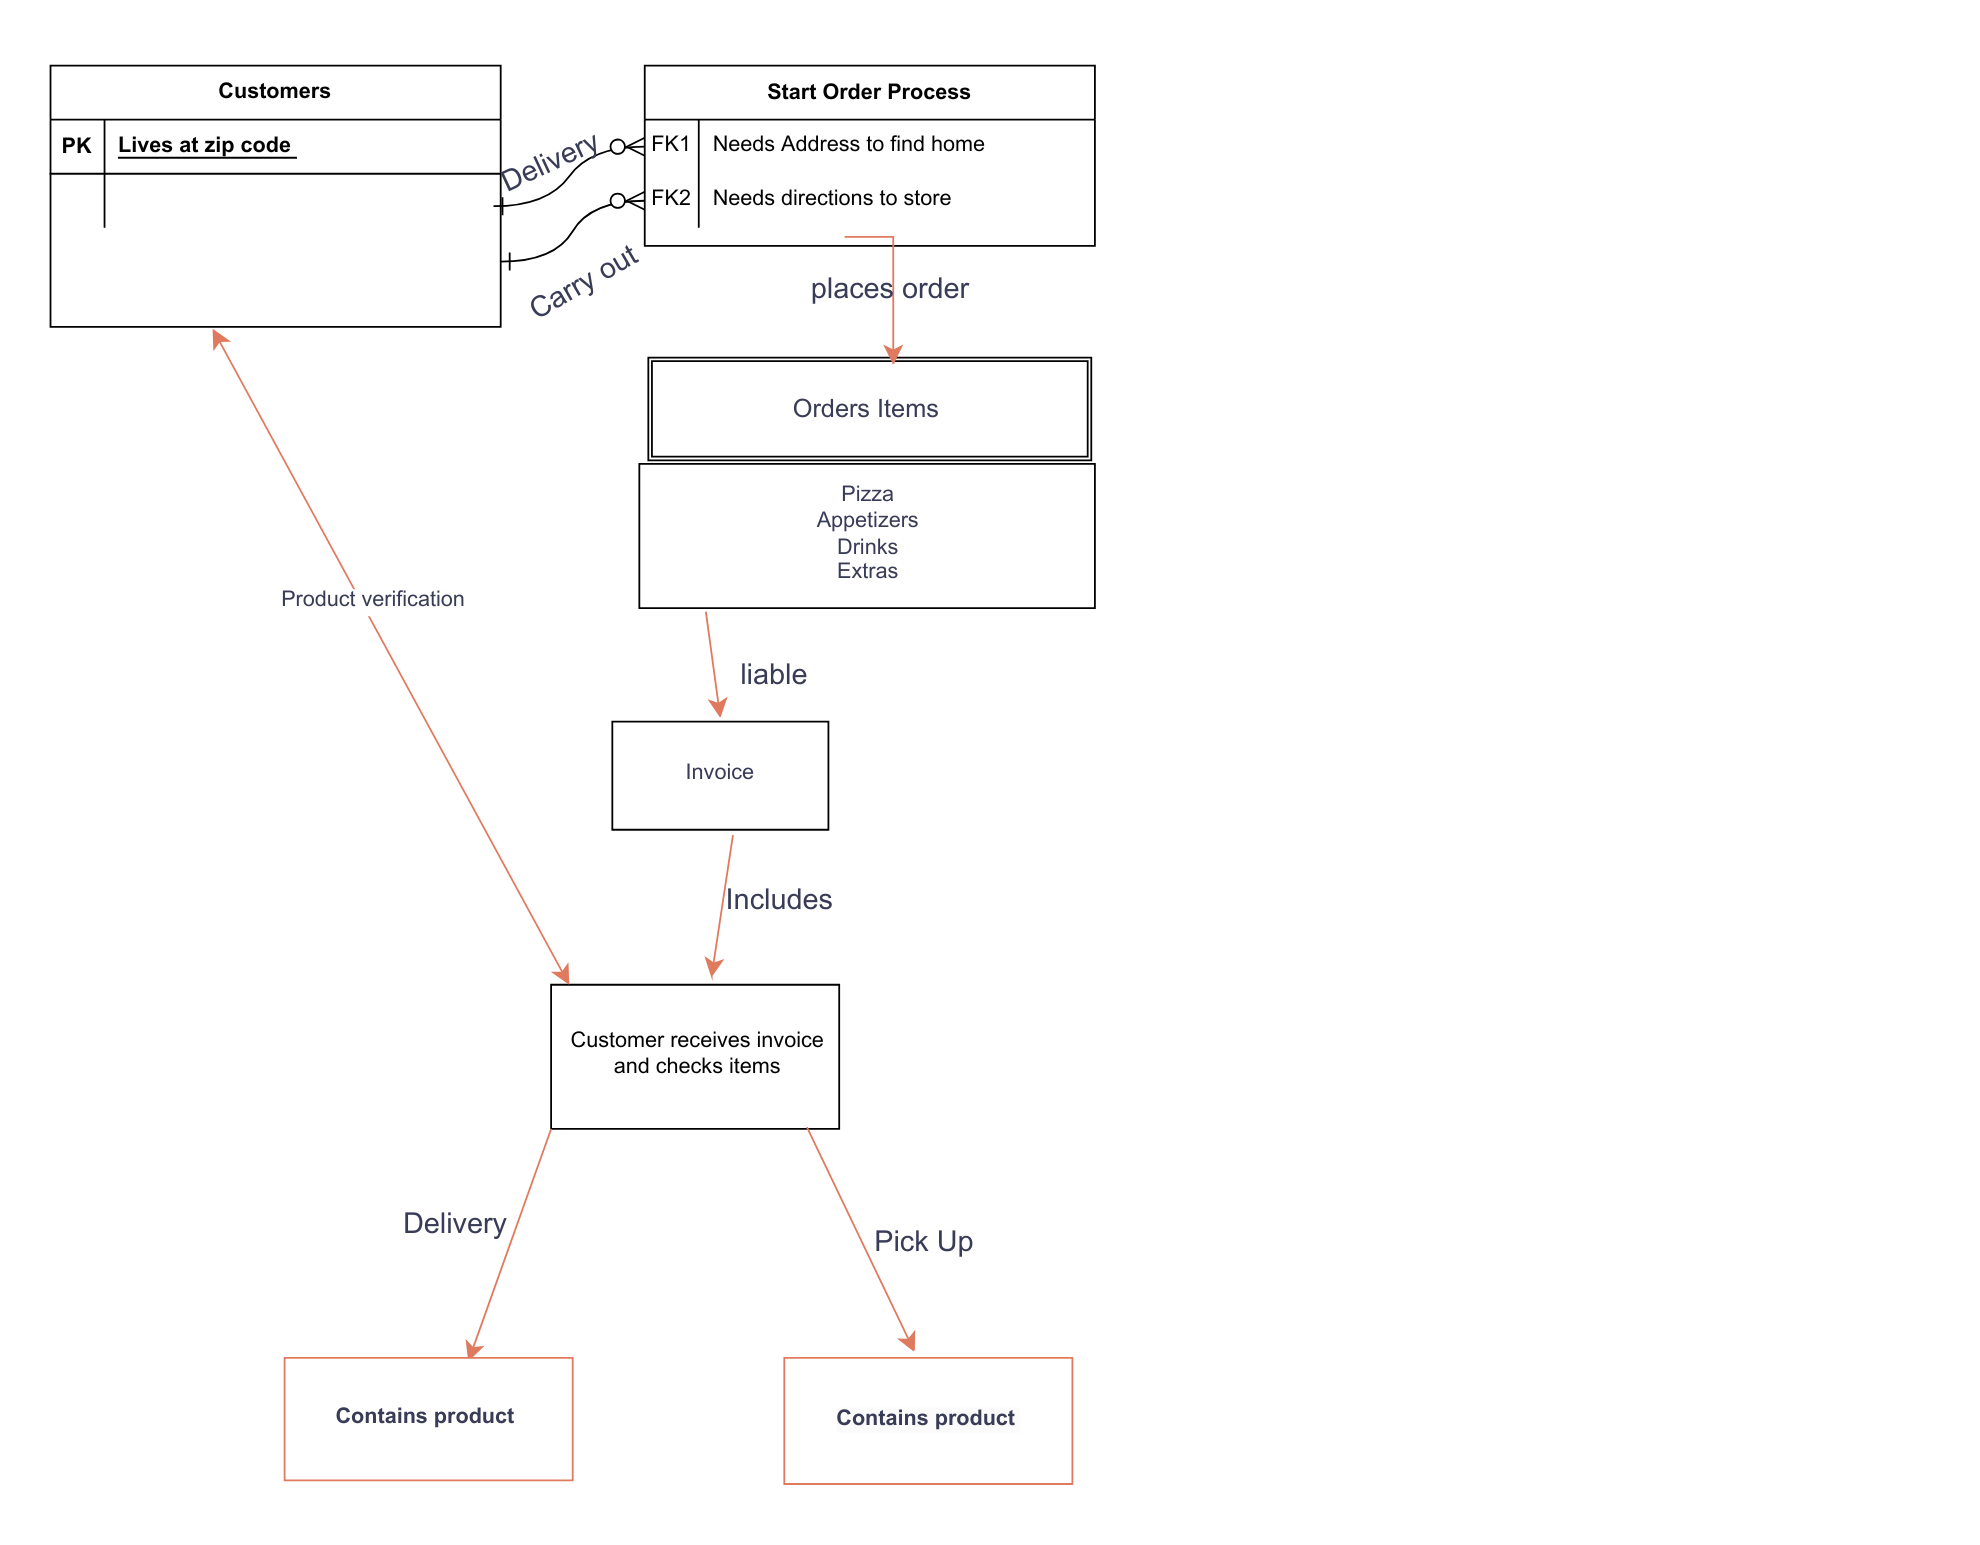 Customers
PK
Lives at zip code
Delivery
Carry out
Start Order Process
FK1
Needs Address to find home
FK2
Needs directions to store
places order
Orders Items
Pizza
Appetizers
Drinks
Extras
Product verification
liable
Invoice
Includes
Customer receives invoice
and checks items
Delivery
Pick Up
Contains product
Contains product